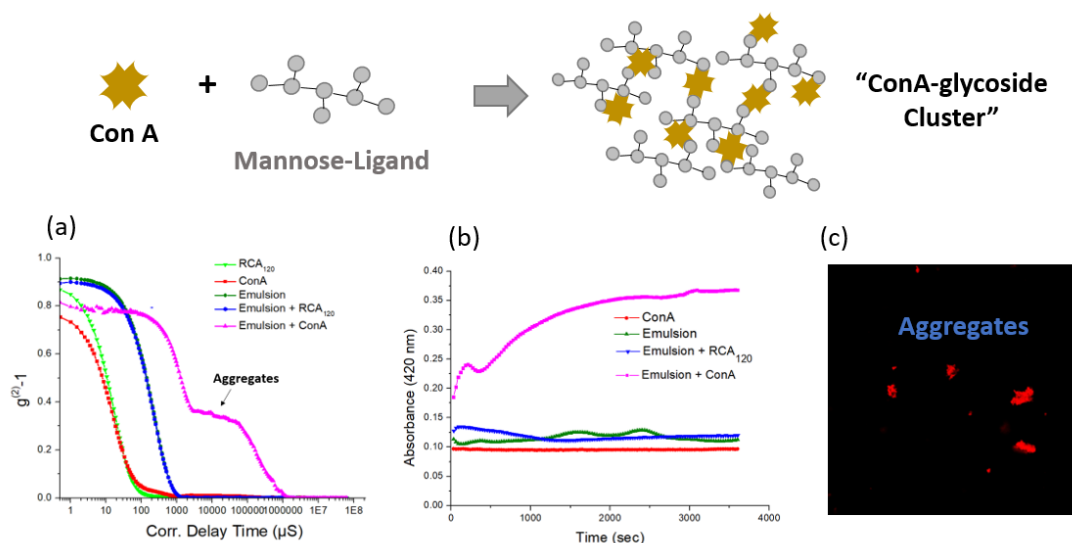 Con A
+
Mannose-Ligand
“ConA-glycoside
Cluster”
(a)
g(2)-1
1.0
0.8
0.6
0.4
0.2
0.0
RCA120
ConA
Emulsion
Emulsion + RCA120
Emulsion + ConA
Aggregates
1
10
100
1000
10000
100000
1000000
1E7
1E8
Corr. Delay Time (µS)
(b)
Absorbance (420 nm)
0.40
0.35
0.30
0.25
0.20
0.15
0.10
0.05
0.00
ConA
Emulsion
Emulsion + RCA120
Emulsion + ConA
0
1000
2000
3000
4000
Time (sec)
(c)
Aggregates